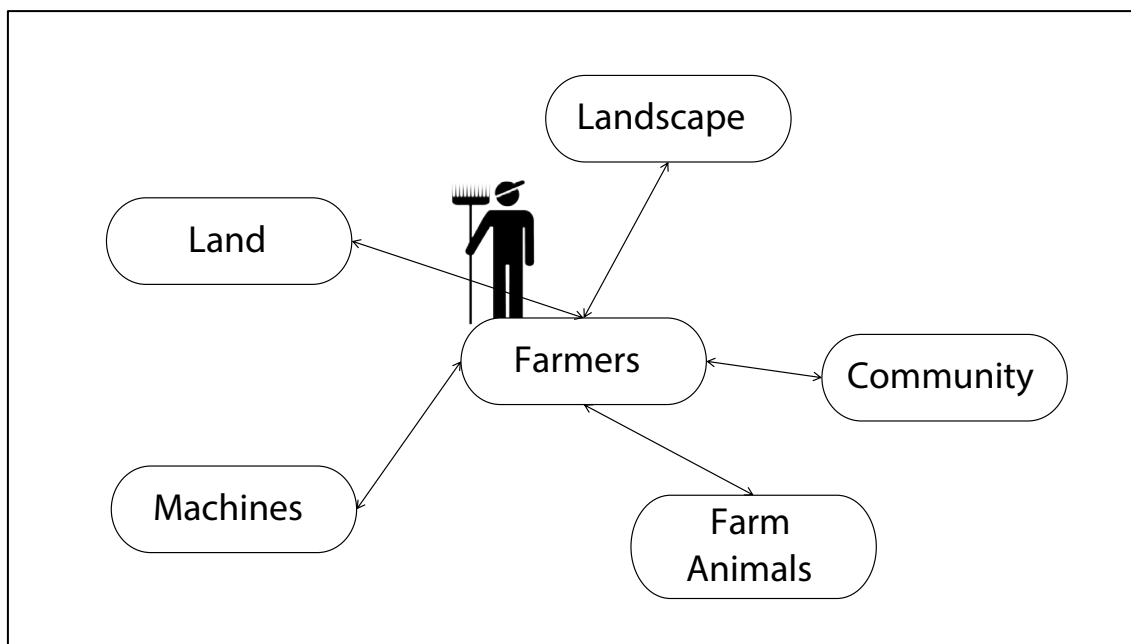 Landscape
Land
Farmers
Community
Machines
Farm
Animals